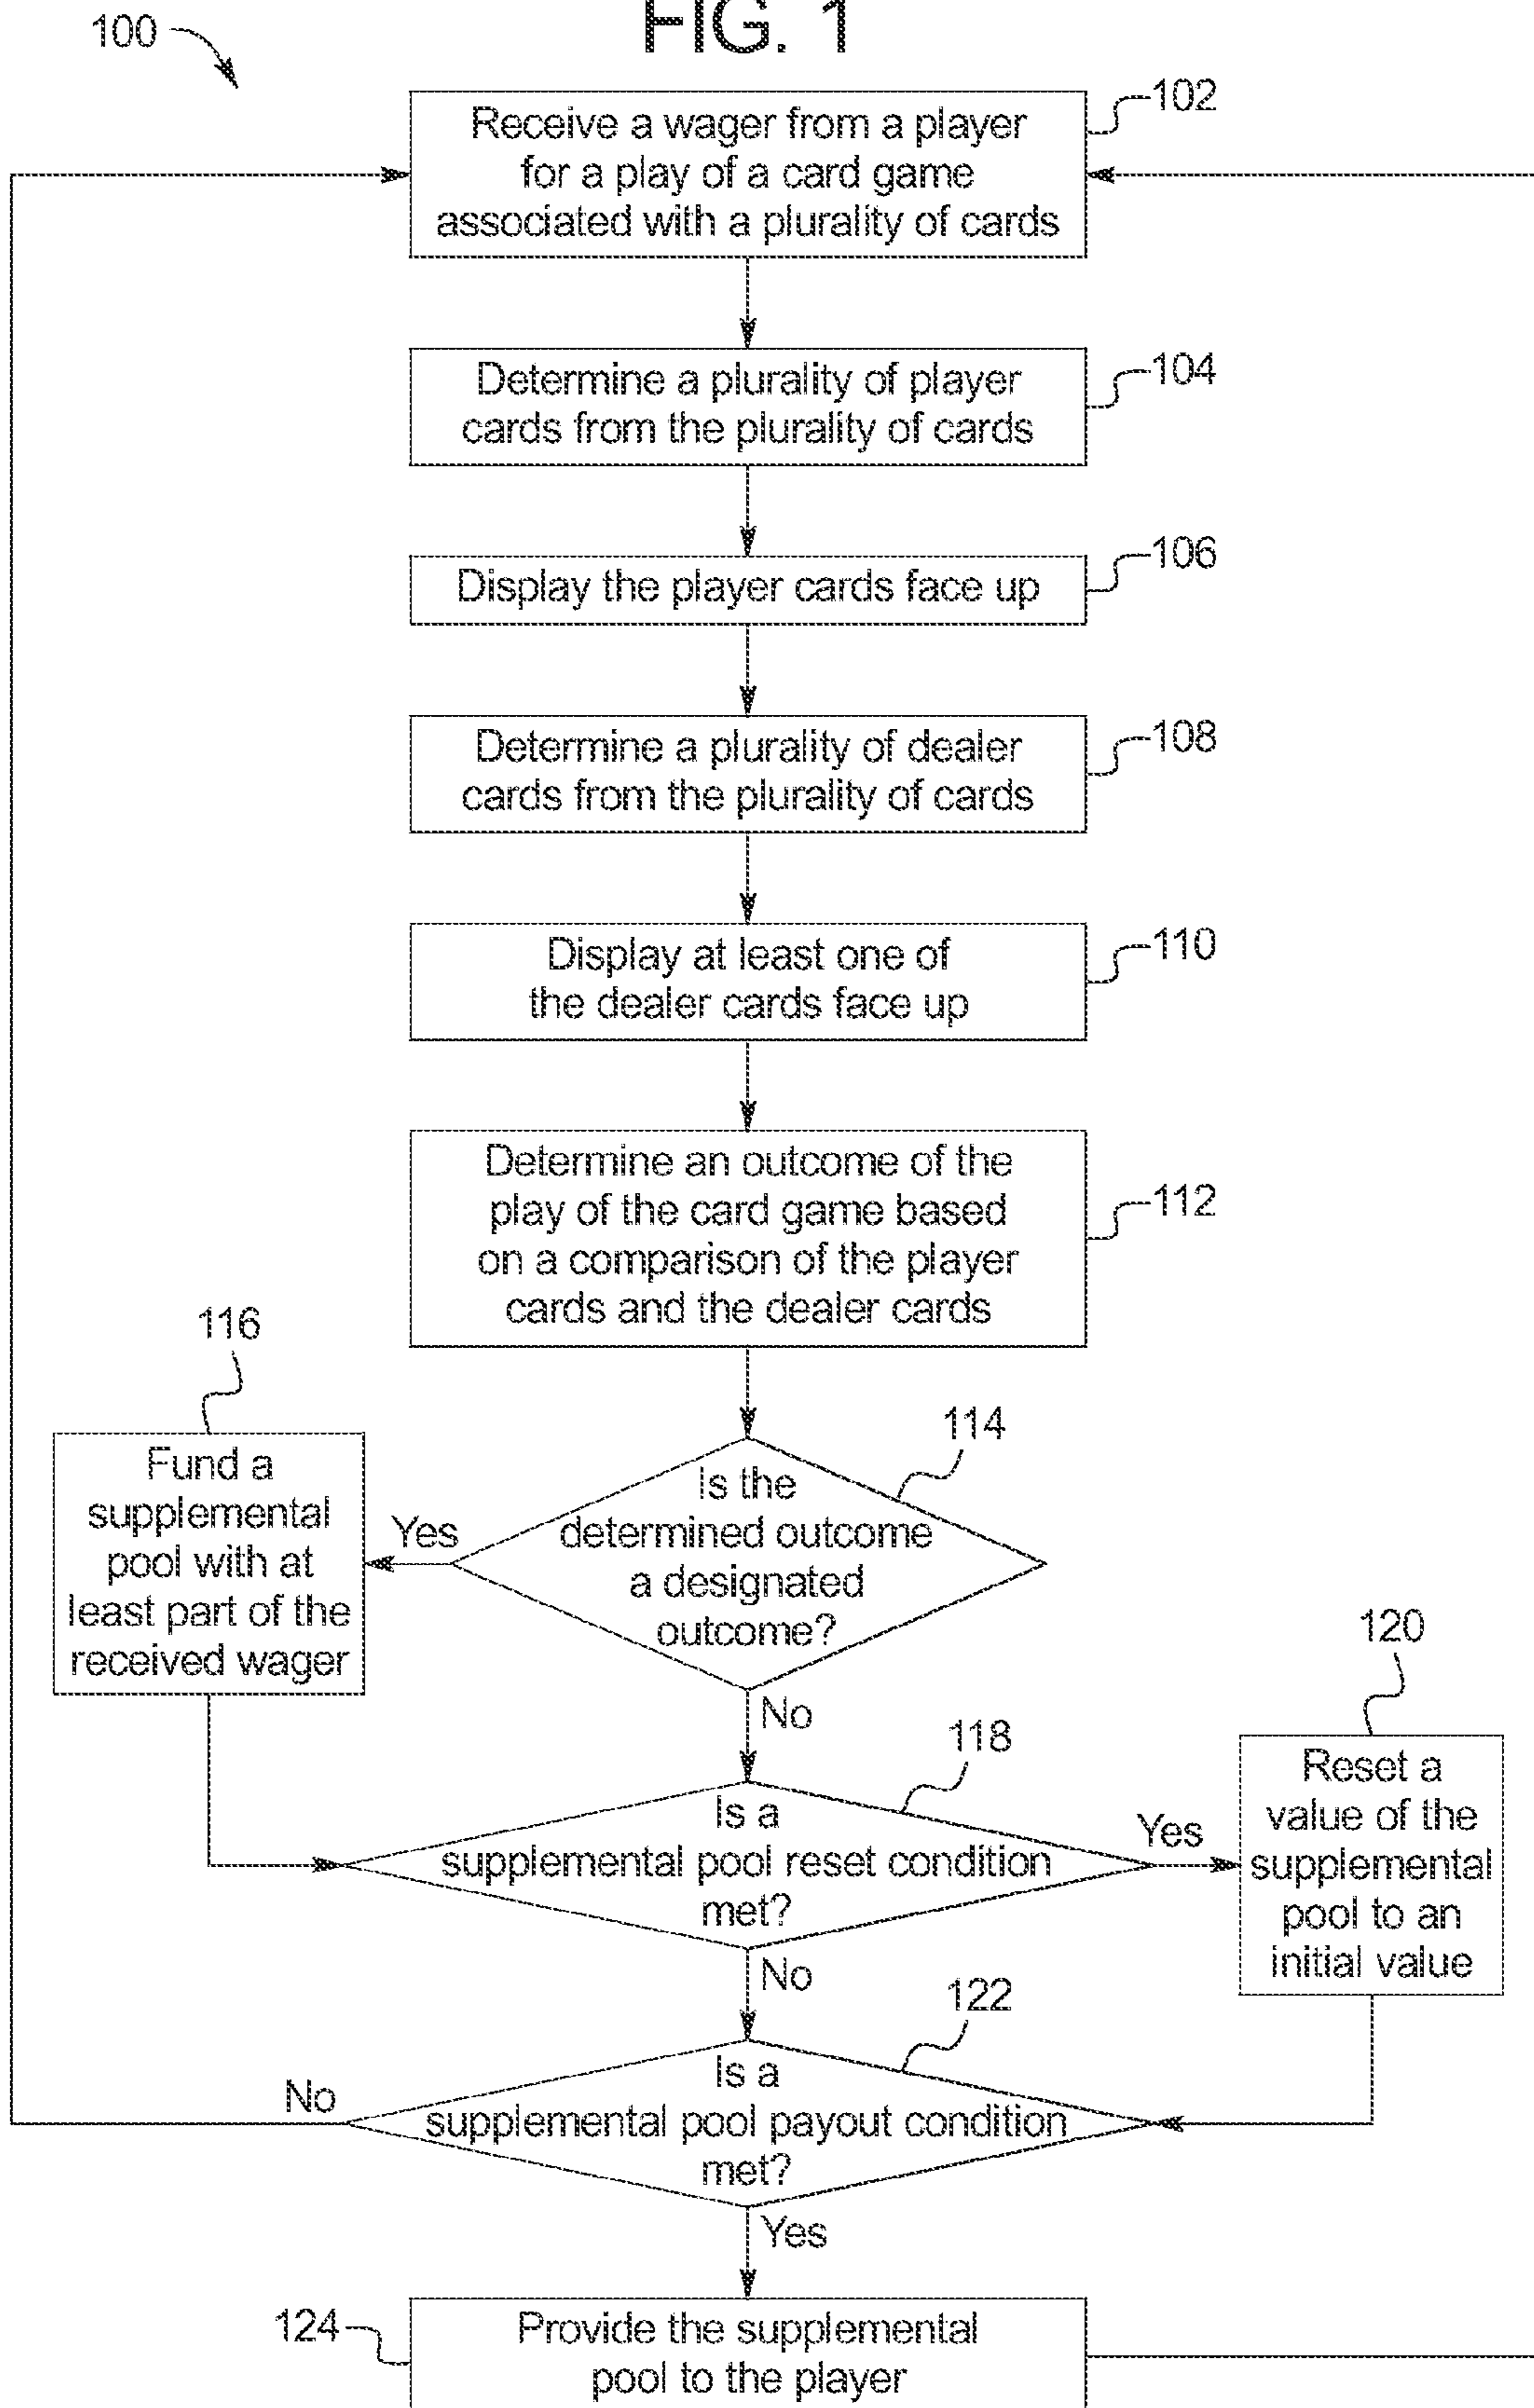 FIG. 1
100
Receive a wager from a player
for a play of a card game
associated with a plurality of cards
102
Determine a plurality of player
cards from the plurality of cards
104
Display the player cards face up
106
Determine a plurality of dealer
cards from the plurality of cards
108
Display at least one of
the dealer cards face up
110
Determine an outcome of the
play of the card game based
on a comparison of the player
cards and the dealer cards
112
116
Fund a
supplemental
pool with at
least part of the
received wager
Yes
114
Is the
determined outcome
a designated
outcome?
No
118
Is a
supplemental pool reset condition
met?
Yes
120
Reset a
value of the
supplemental
pool to an
initial value
No
122
Is a
supplemental pool payout condition
met?
No
Yes
124
Provide the supplemental
pool to the player